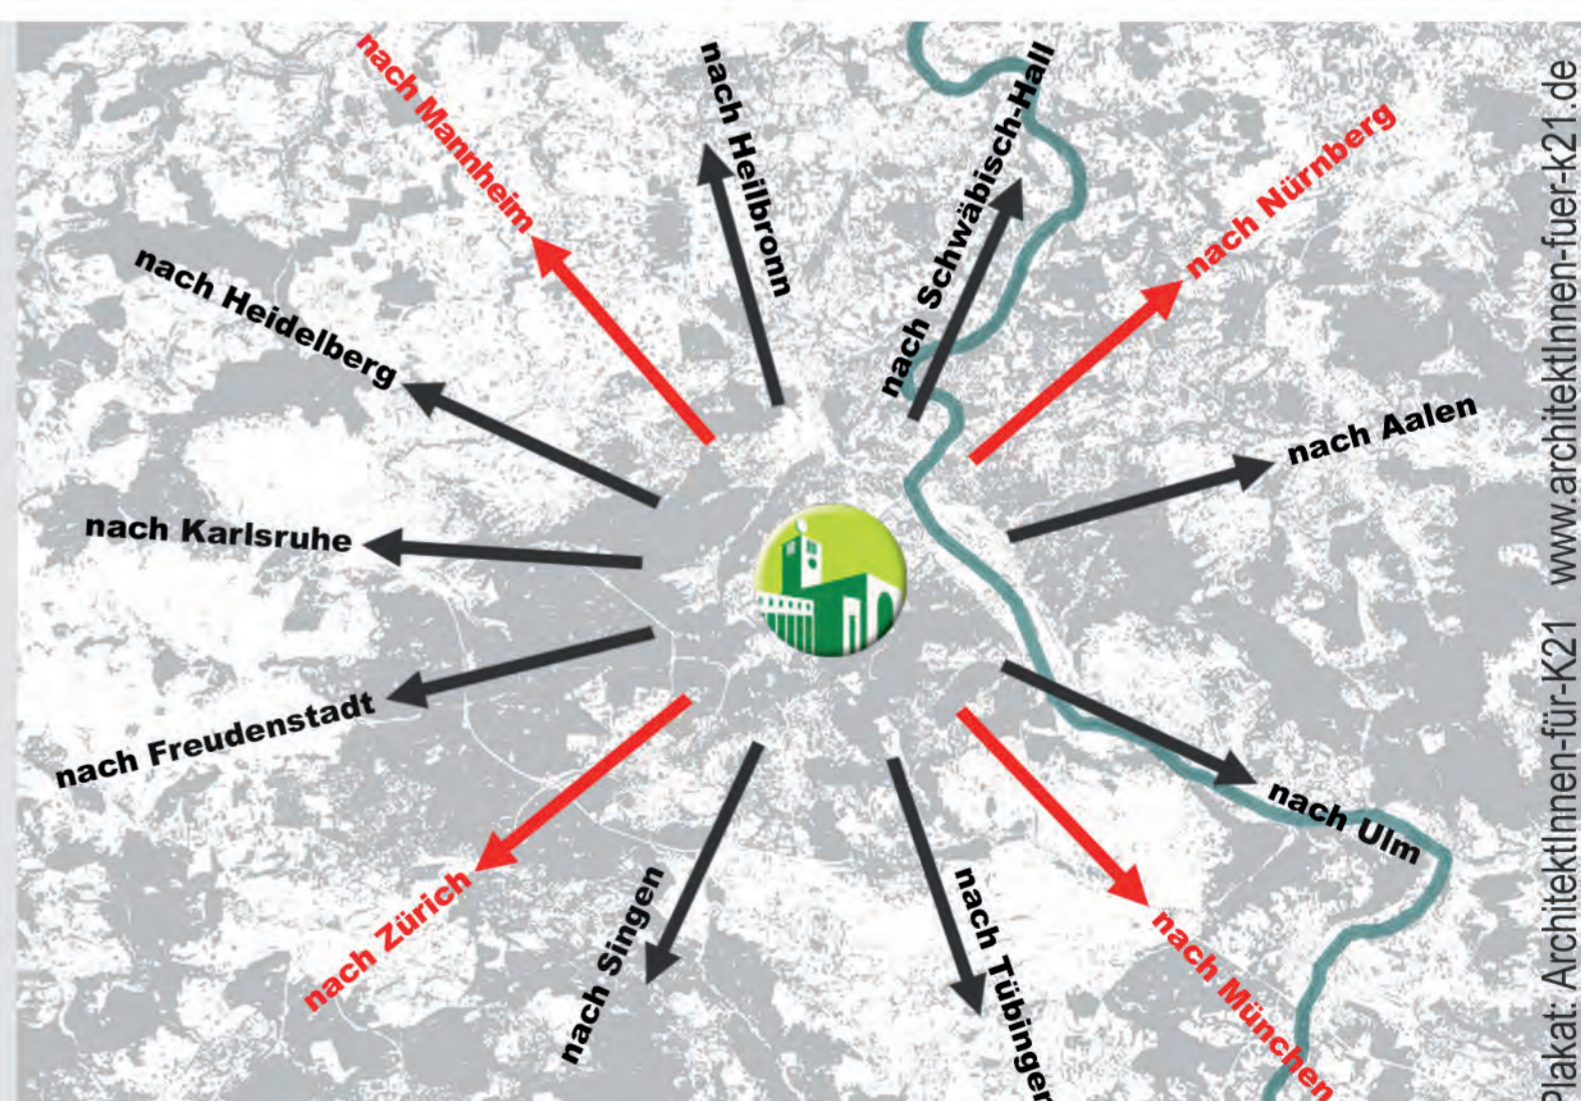 nach Mannheim
nach Heilbronn
nach Schwäbisch-Hall
nach Nürnberg
nach Heidelberg
nach Aalen
nach Karlsruhe
nach Freudenstadt
nach Ulm
nach Zürich
nach Singen
nach Tübingen
nach München
Plakat: ArchitektInnen-für-K21 www.architektInnen-fuer-k21.de